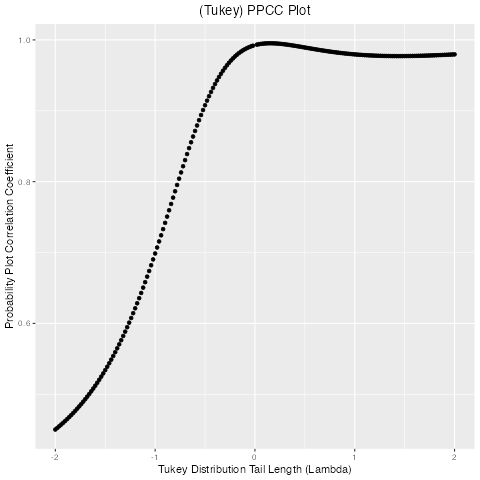 (Tukey) PPCC Plot
Probability Plot Correlation Coefficient
1.0
0.8
0.6
-2
-1
0
1
2
Tukey Distribution Tail Length (Lambda)